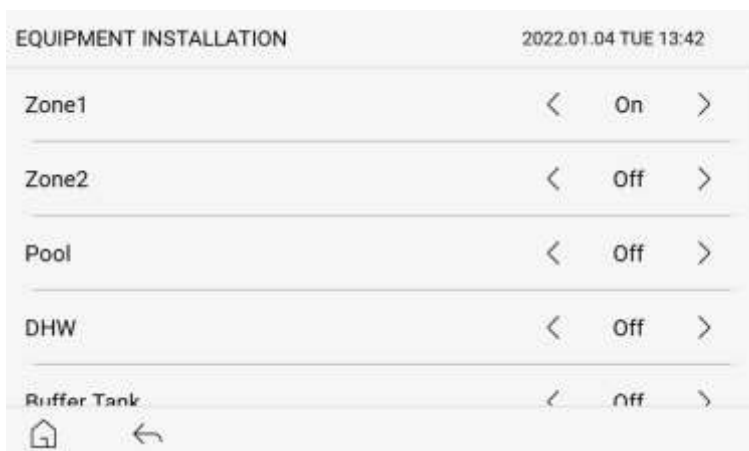 EQUIPMENT INSTALLATION 2022.01.04 TUE 13:42
Zone1 On
Zone2 Off
Pool Off
DHW Off
Buffer Tank Off